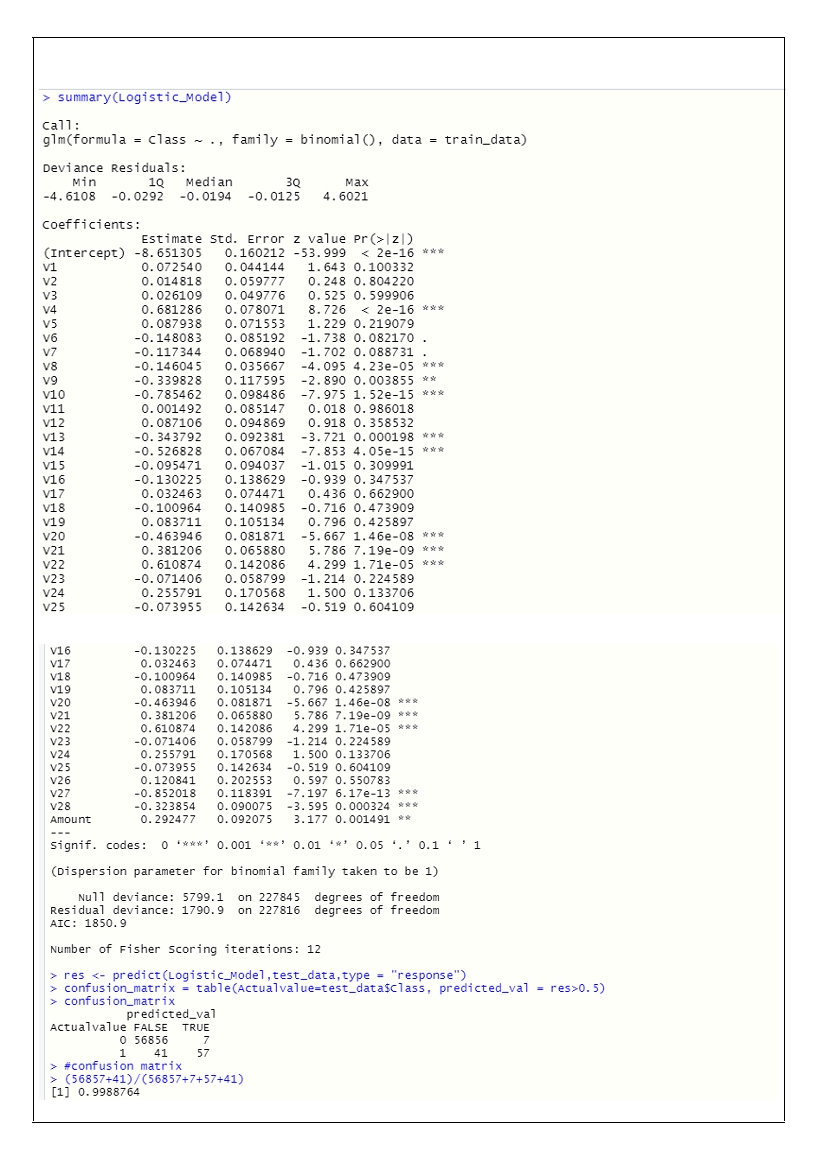 > summary(Logistic_Model)
Call:
glm(formula = Class ~ ., family = binomial(), data = train_data)
Deviance Residuals:
    Min       1Q   Median       3Q      Max
-4.6108  -0.0292  -0.0194  -0.0125   4.6021
Coefficients:
             Estimate Std. Error z value Pr(>|z|)
(Intercept) -8.651305   0.160212 -53.999  < 2e-16 ***
V1           0.072540   0.044144   1.643 0.100332
V2           0.014818   0.059777   0.248 0.804220
V3           0.026109   0.049776   0.525 0.599906
V4           0.681286   0.078071   8.726  < 2e-16 ***
V5           0.087938   0.071553   1.229 0.219079
V6          -0.148083   0.085192  -1.738 0.082170 .
V7          -0.117344   0.068940  -1.702 0.088731 .
V8          -0.146045   0.035667  -4.095 4.23e-05 ***
V9          -0.339828   0.117595  -2.890 0.003855 **
V10         -0.785462   0.098486  -7.975 1.52e-15 ***
V11          0.001492   0.085147   0.018 0.986018
V12          0.087106   0.094869   0.918 0.358532
V13         -0.343792   0.092381  -3.721 0.000198 ***
V14         -0.526828   0.067084  -7.853 4.05e-15 ***
V15         -0.095471   0.094037  -1.015 0.309991
V16         -0.130225   0.138629  -0.939 0.347537
V17          0.032463   0.074471   0.436 0.662900
V18         -0.100964   0.140985  -0.716 0.473909
V19          0.083711   0.105134   0.796 0.425897
V20         -0.463946   0.081871  -5.667 1.46e-08 ***
V21          0.381206   0.065880   5.786 7.19e-09 ***
V22          0.610874   0.142086   4.299 1.71e-05 ***
V23         -0.071406   0.058799  -1.214 0.224589
V24          0.255791   0.170568   1.500 0.133706
V25         -0.073955   0.142634  -0.519 0.604109
V16         -0.130225   0.138629  -0.939 0.347537
V17          0.032463   0.074471   0.436 0.662900
V18         -0.100964   0.140985  -0.716 0.473909
V19          0.083711   0.105134   0.796 0.425897
V20         -0.463946   0.081871  -5.667 1.46e-08 ***
V21          0.381206   0.065880   5.786 7.19e-09 ***
V22          0.610874   0.142086   4.299 1.71e-05 ***
V23         -0.071406   0.058799  -1.214 0.224589
V24          0.255791   0.170568   1.500 0.133706
V25         -0.073955   0.142634  -0.519 0.604109
V26          0.120841   0.202553   0.597 0.550783
V27         -0.852018   0.118391  -7.197 6.17e-13 ***
V28         -0.323854   0.090075  -3.595 0.000324 ***
Amount       0.292477   0.092075   3.177 0.001491 **
---
Signif. codes:  0 ‘***’ 0.001 ‘**’ 0.01 ‘*’ 0.05 ‘.’ 0.1 ‘ ’ 1
(Dispersion parameter for binomial family taken to be 1)
    Null deviance: 5799.1  on 227845  degrees of freedom
Residual deviance: 1790.9  on 227816  degrees of freedom
AIC: 1850.9
Number of Fisher Scoring iterations: 12
> res <- predict(Logistic_Model,test_data,type = "response")
> confusion_matrix = table(Actualvalue=test_data$Class, predicted_val = res>0.5)
> confusion_matrix
           predicted_val
Actualvalue FALSE  TRUE
          0 56856     7
          1    41    57
> #confusion matrix
> (56857+41)/(56857+7+57+41)
[1] 0.9988764